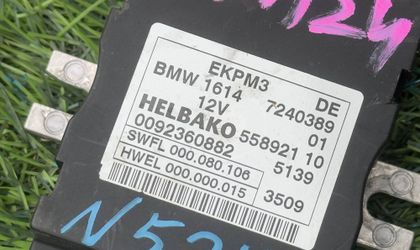 EKPM3 DE
BMW 1614 7240389
12V 01
HELBAKO 558921 10
0092360882 5139
SWFL 000.080.106
HWEL 000.000.015 3509